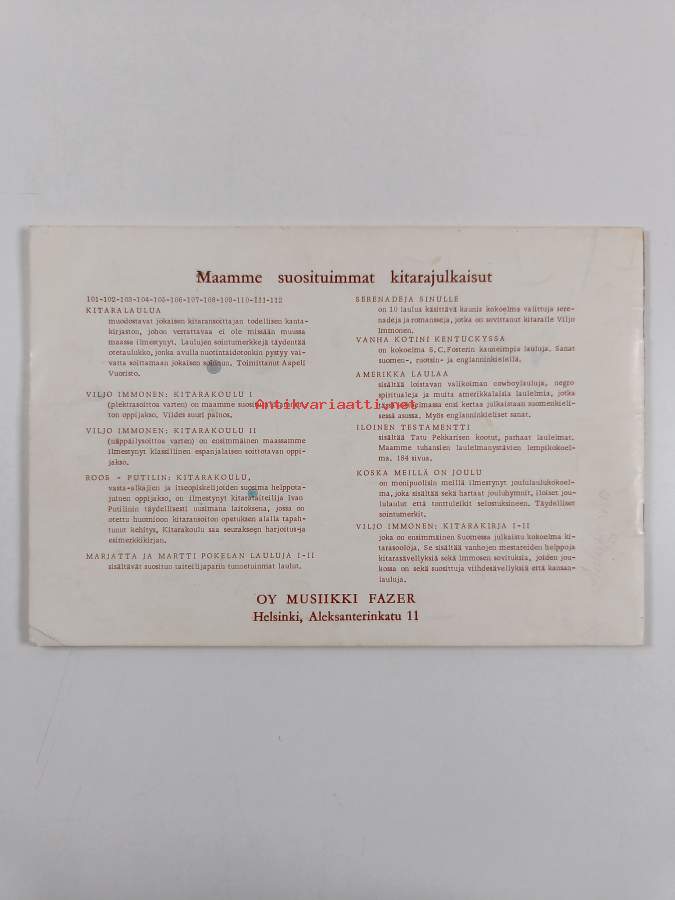 Maamme suosituimmat kitarajulkaisut
101-102-103-104-105-106-107-108-109-110-111-112
KITARALAULUA
muodostavat jokaisen kitaransoittajan todellisen kanta-
kirjaston, johon verrattavaa ei ole missään muussa
maassa ilmestynyt. Laulujen sointumerkkejä täydentää
otetaulukko, jonka avulla nuotintaidotonkin pystyy vai-
vatta soittamaan jokaisen soinnun. Toimittanut Aapeli
Vuoristo.
VILJO IMMONEN: KITARAKOULU I
(plektrasoittoa varten) on maamme
ton oppijakso. Viides suuri painos.
VILJO IMMONEN: KITARAKOULU II
(näppäilysoittoa varten) on ensimmäinen maassamme
ilmestynyt klassillinen espanjalaisen soittotavan oppi-
jakso.
ROOS - PUTILIN: KITARAKOULU,
vasta-alkajien ja itseopiskelijoiden suosima helppota-
juinen oppijakso, on ilmestynyt kitarataiteilija Ivan
Putilinin täydellisesti uusimana laitoksena, jossa on
otettu huomioon kitaransoiton opetuksen alalla tapah-
tunut kehitys. Kitarakoulu saa seurakseen harjoitus-ja
esimerkkikirjan.
MARJATTA JA MARTTI POKELAN LAULUJA I-II
sisältävät suositun taiteilijaparin tunnetuimmat laulut.
SERENADEJA SINULLE
on 10 laulua käsittävä kaunis kokoelma valittuja sere-
nadeja ja romansseja, jotka on sovittanut kitaralle Viljo
Immonen.
VANHA KOTINI KENTUCKYSSA
on kokoelma S.C.Fosterin kauneimpia lauluja. Sanat
suomen-, ruotsin- ja englanninkielellä.
AMERIKKA LAULAA
sisältää loistavan valikoiman cowboylauluja, negro
spiritualeja ja muita amerikkalaisia laulelmia, jotka
tässä kokoelmassa ensi kertaa julkaistaan suomenkieli-
sessä asussa. Myös englanninkieliset sanat.
Antikvariaatti.net
ILOINEN TESTAMENTTI
sisältää Tatu Pekkarisen kootut, parhaat laulelmat.
Maamme tuhansien laulelmanystävien lempikokoel-
ma. 184 sivua.
KOSKA MEILLÄ ON JOULU
on monipuolisin meillä ilmestynyt joululaulukokoel-
ma, joka sisältää sekä hartaat jouluhymnit, iloiset jou-
lulaulut että tonttuleikit selostuksineen. Täydelliset
sointumerkit.
VILJO IMMONEN: KITARAKIRJA I-II
joka on ensimmäinen Suomessa julkaistu kokoelma ki-
tarasooloja. Se sisältää vanhojen mestareiden helppoja
kitarasävellyksiä sekä Immosen sovituksia, joiden jou-
kossa on sekä suosittuja viihdesävellyksiä että kansan-
lauluja.
OY MUSIIKKI FAZER
Helsinki, Aleksanterinkatu 11